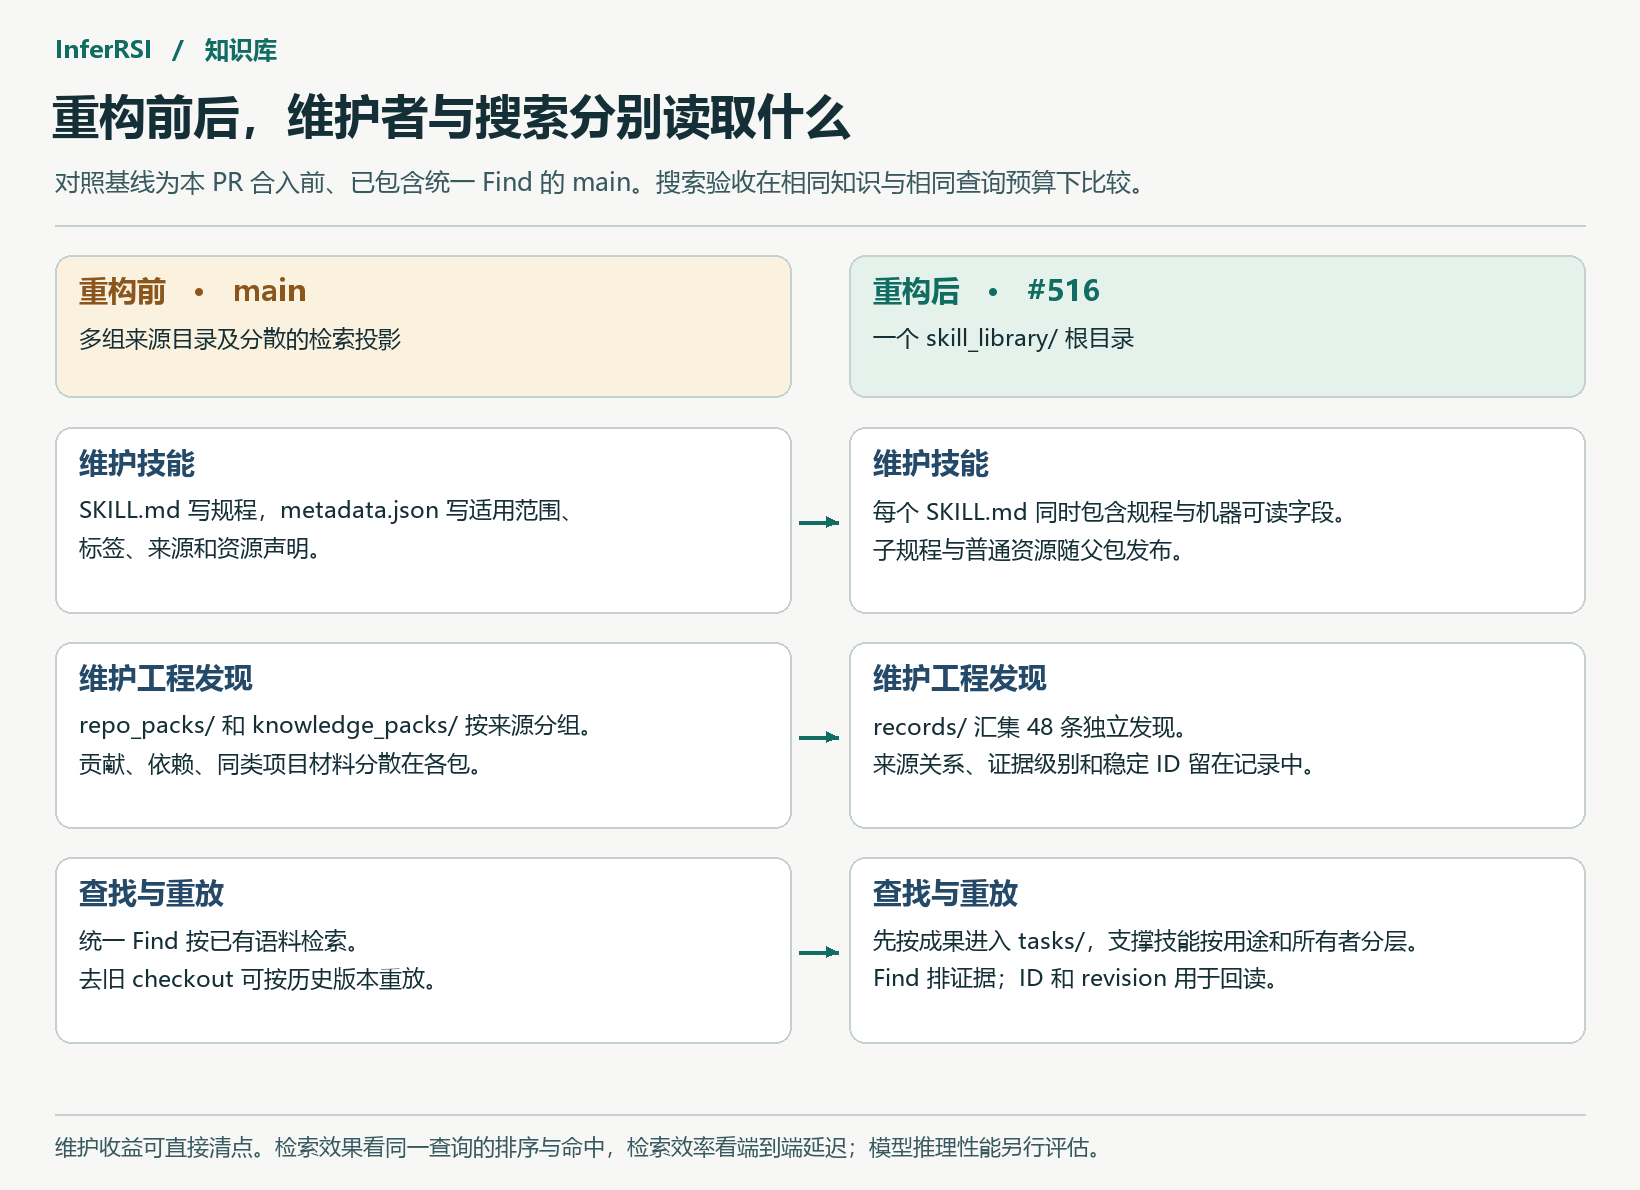 InferRSI / 知识库
重构前后，维护者与搜索分别读取什么
对照基线为本 PR 合入前、已包含统一 Find 的 main。搜索验收在相同知识与相同查询预算下比较。
重构前 • main
多组来源目录及分散的检索投影
重构后 • #516
一个 skill_library/ 根目录
维护技能
SKILL.md 写规程，metadata.json 写适用范围、
标签、来源和资源声明。
维护技能
每个 SKILL.md 同时包含规程与机器可读字段。
子规程与普通资源随父包发布。
维护工程发现
repo_packs/ 和 knowledge_packs/ 按来源分组。
贡献、依赖、同类项目材料分散在各包。
维护工程发现
records/ 汇集 48 条独立发现。
来源关系、证据级别和稳定 ID 留在记录中。
查找与重放
统一 Find 按已有语料检索。
去旧 checkout 可按历史版本重放。
查找与重放
先按成果进入 tasks/，支撑技能按用途和所有者分层。
Find 排证据；ID 和 revision 用于回读。
维护收益可直接清点。检索效果看同一查询的排序与命中，检索效率看端到端延迟；模型推理性能另行评估。